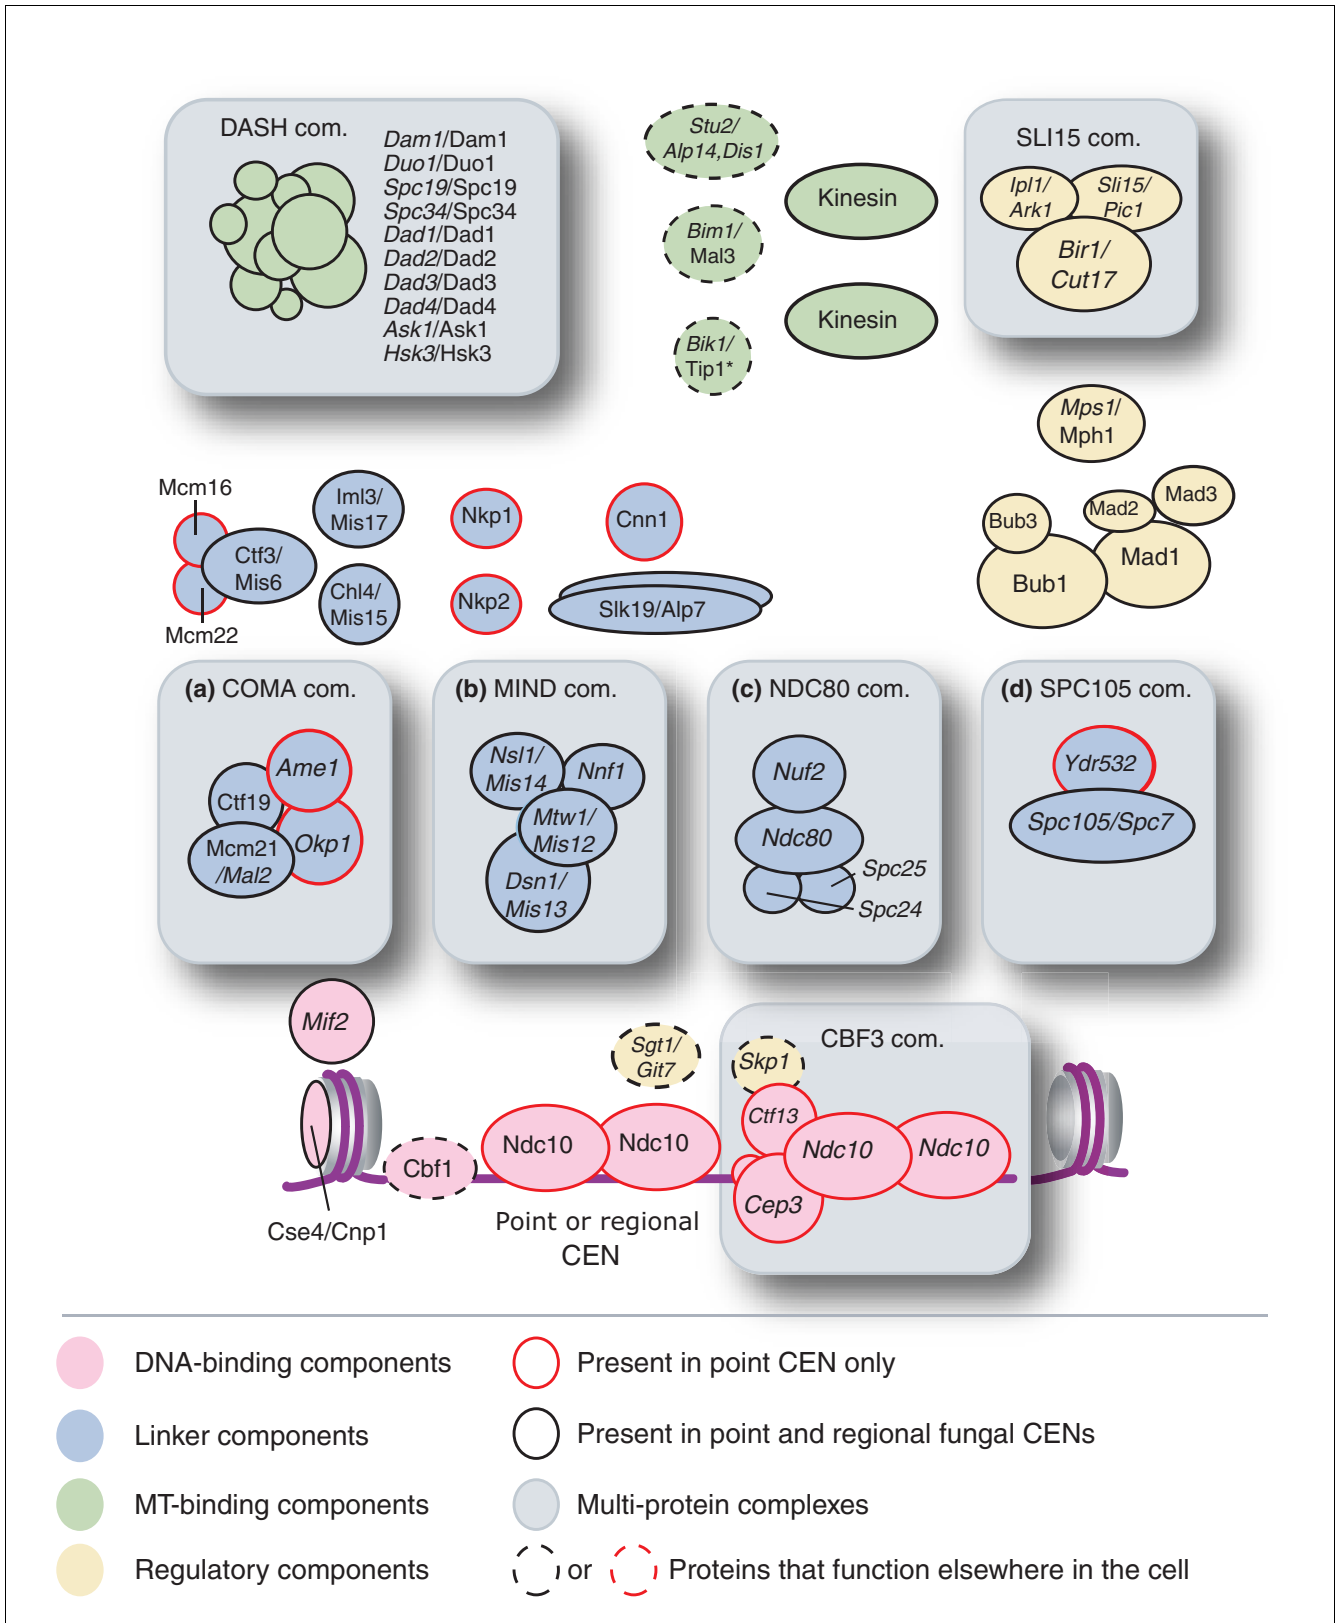 DASH com.
Dam1/Dam1
Duo1/Duo1
Spc19/Spc19
Spc34/Spc34
Dad1/Dad1
Dad2/Dad2
Dad3/Dad3
Dad4/Dad4
Ask1/Ask1
Hsk3/Hsk3
Stu2/
Alp14,Dis1
Bim1/
Mal3
Bik1/
Tip1*
Kinesin
Kinesin
SLI15 com.
Ipl1/
Ark1
Sli15/
Pic1
Bir1/
Cut17
Mps1/
Mph1
Mcm16
Ctf3/
Mis6
Mcm22
Iml3/
Mis17
Chl4/
Mis15
Nkp1
Nkp2
Cnn1
Slk19/Alp7
Bub3
Bub1
Mad2
Mad3
Mad1
(a) COMA com.
Ame1
Ctf19
Okp1
Mcm21
/Mal2
(b) MIND com.
Nsl1/
Mis14
Nnf1
Mtw1/
Mis12
Dsn1/
Mis13
(c) NDC80 com.
Nuf2
Ndc80
Spc25
Spc24
(d) SPC105 com.
Ydr532
Spc105/Spc7
Mif2
Cse4/Cnp1
Cbf1
Sgt1/
Git7
Ndc10
Ndc10
Point or regional
CEN
CBF3 com.
Skp1
Ctf13
Ndc10
Ndc10
Cep3
DNA-binding components
Linker components
MT-binding components
Regulatory components
Present in point CEN only
Present in point and regional fungal CENs
Multi-protein complexes
or Proteins that function elsewhere in the cell